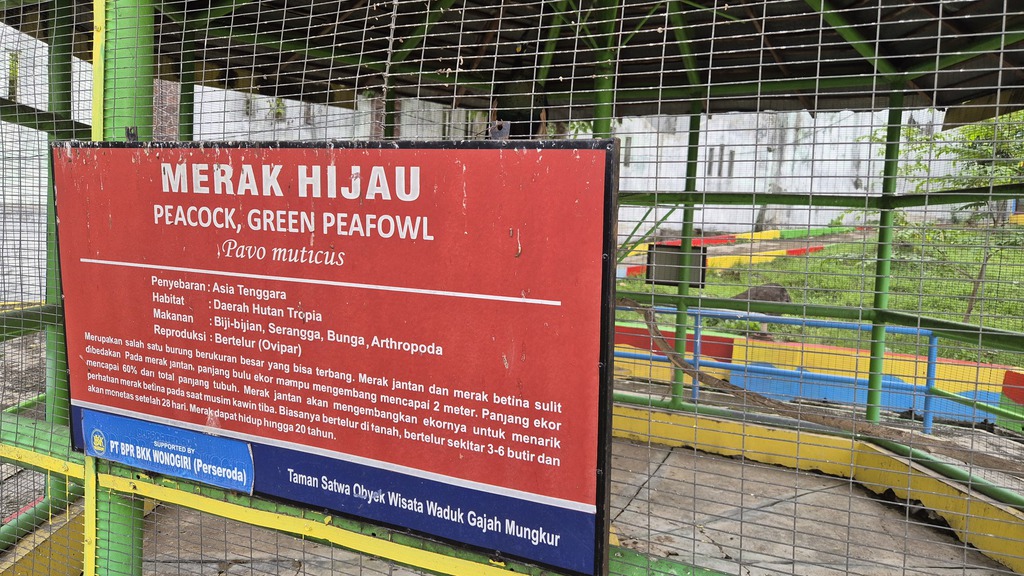 MERAK HIJAU
PEACOCK, GREEN PEAFOWL
Pavo muticus
Penyebaran : Asia Tenggara
Habitat : Daerah Hutan Tropia
Makanan : Biji-bijian, Serangga, Bunga, Arthropoda
Reproduksi : Bertelur (Ovipar)
Merupakan salah satu burung berukuran besar yang bisa terbang. Merak jantan dan merak betina sulit
dibedakan. Pada merak jantan, panjang bulu ekor mampu mengembang mencapai 2 meter. Panjang ekor
mencapai 60% dari total panjang tubuh. Merak jantan akan mengembangkan ekornya untuk menarik
perhatan merak betina pada saat musim kawin tiba. Biasanya bertelur di tanah, bertelur sekitar 3-6 butir dan
akan menetas setelah 28 hari. Merak dapat hidup hingga 20 tahun.
SUPPORTED BY
PT BPR BKK WONOGIRI (Perseroda)
Taman Satwa Obyek Wisata Waduk Gajah Mungkur